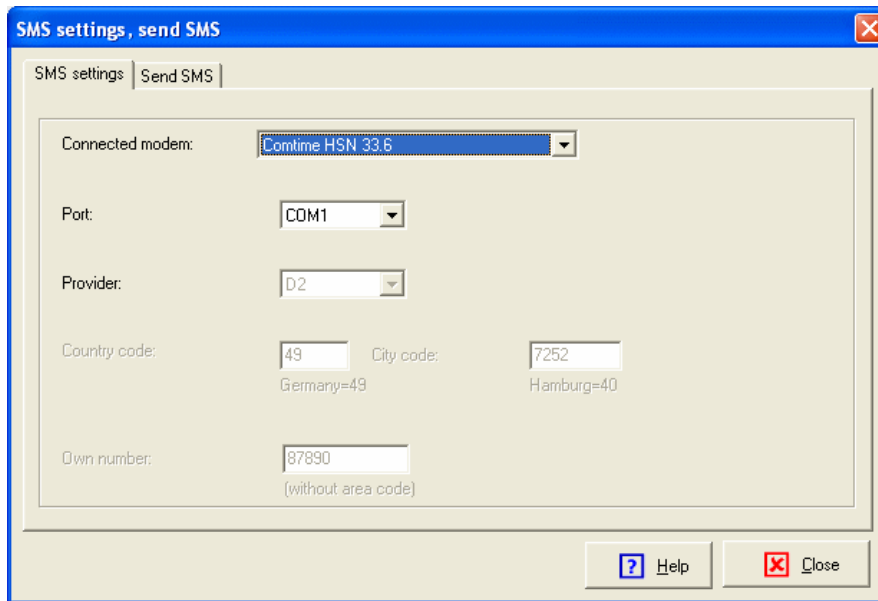 SMS settings, send SMS
SMS settings Send SMS
Connected modem: Comtime HSN 33.6
Port: COM1
Provider: D2
Country code: 49 City code: 7252
Germany=49 Hamburg=40
Own number: 87890
(without area code)
? Help Close